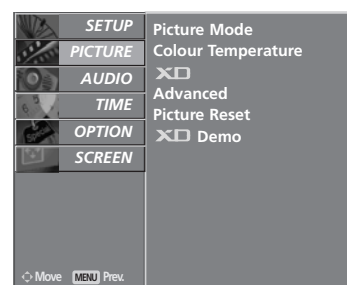 SETUP
PICTURE
AUDIO
TIME
OPTION
SCREEN
Picture Mode
Colour Temperature
XD
Advanced
Picture Reset
XD Demo
Move MENU Prev.